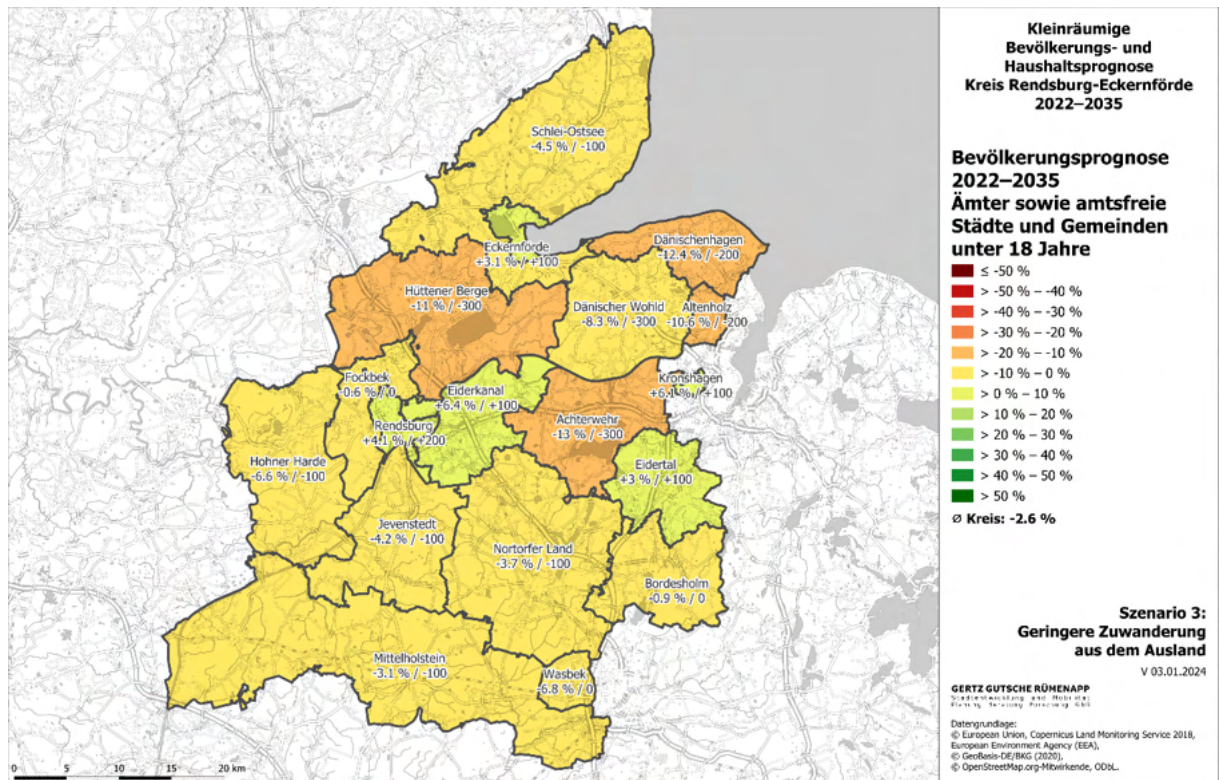 Kleinräumige
Bevölkerungs- und
Haushaltsprognose
Kreis Rendsburg-Eckernförde
2022–2035
Bevölkerungsprognose
2022–2035
Ämter sowie amtsfreie
Städte und Gemeinden
unter 18 Jahre
≤ -50 %
> -50 % – -40 %
> -40 % – -30 %
> -30 % – -20 %
> -20 % – -10 %
> -10 % – 0 %
> 0 % – 10 %
> 10 % – 20 %
> 20 % – 30 %
> 30 % – 40 %
> 40 % – 50 %
> 50 %
Ø Kreis: -2.6 %
Schlei-Ostsee
-4.5 % / -100
Eckernförde
+3.1 % / +100
Dänischenhagen
-12.4 % / -200
Hüttener Berge
-11 % / -300
Dänischer Wohld
-8.3 % / -300
Altenholz
-10.6 % / -200
Fockbek
-0.6 % / 0
Eiderkanal
+6.4 % / +100
Kronshagen
+6.1 % / +100
Rendsburg
+4.1 % / +200
Achterwehr
-13 % / -300
Hohner Harde
-6.6 % / -100
Eidertal
+3 % / +100
Jevenstedt
-4.2 % / -100
Nortorfer Land
-3.7 % / -100
Bordesholm
-0.9 % / 0
Mittelholstein
-3.1 % / -100
Wasbek
-6.8 % / 0
0 5 10 15 20 km
Szenario 3:
Geringere Zuwanderung
aus dem Ausland
V 03.01.2024
GERTZ GUTSCHE RÜMENAPP
Stadtentwicklung und Mobilität
Planung Beratung Forschung GbR
Datengrundlage:
© European Union, Copernicus Land Monitoring Service 2018,
European Environment Agency (EEA),
© GeoBasis-DE/BKG (2020),
© OpenStreetMap.org-Mitwirkende, ODbL.